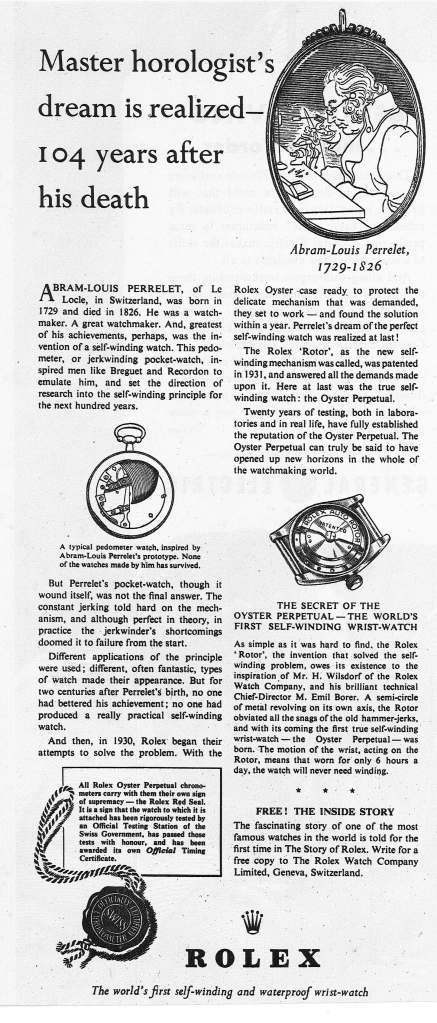 Master horologist's
dream is realized—
104 years after
his death
Abram-Louis Perrelet,
1729-1826
ABRAM-LOUIS PERRELET, of Le
Locle, in Switzerland, was born in
1729 and died in 1826. He was a watch-
maker. A great watchmaker. And, greatest
of his achievements, perhaps, was the in-
vention of a self-winding watch. This pedo-
meter, or jerkwinding pocket-watch, in-
spired men like Breguet and Recordon to
emulate him, and set the direction of
research into the self-winding principle for
the next hundred years.
A typical pedometer watch, inspired by
Abram-Louis Perrelet's prototype. None
of the watches made by him has survived.
But Perrelet's pocket-watch, though it
wound itself, was not the final answer. The
constant jerking told hard on the mech-
anism, and although perfect in theory, in
practice the jerkwinder's shortcomings
doomed it to failure from the start.
Different applications of the principle
were used; different, often fantastic, types
of watch made their appearance. But for
two centuries after Perrelet's birth, no one
had bettered his achievement; no one had
produced a really practical self-winding
watch.
And then, in 1930, Rolex began their
attempts to solve the problem. With the
Rolex Oyster case ready to protect the
delicate mechanism that was demanded,
they set to work — and found the solution
within a year. Perrelet's dream of the perfect
self-winding watch was realized at last!
The Rolex 'Rotor', as the new self-
winding mechanism was called, was patented
in 1931, and answered all the demands made
upon it. Here at last was the true self-
winding watch: the Oyster Perpetual.
Twenty years of testing, both in labora-
tories and in real life, have fully established
the reputation of the Oyster Perpetual. The
Oyster Perpetual can truly be said to have
opened up new horizons in the whole of
the watchmaking world.
ROLEX AUTO ROTOR
PATENTED
THE SECRET OF THE
OYSTER PERPETUAL — THE WORLD'S
FIRST SELF-WINDING WRIST-WATCH
As simple as it was hard to find, the Rolex
'Rotor', the invention that solved the self-
winding problem, owes its existence to the
inspiration of Mr. H. Wilsdorf of the Rolex
Watch Company, and his brilliant technical
Chief-Director M. Emil Borer. A semi-circle
of metal revolving on its own axis, the Rotor
obviated all the snags of the old hammer-jerks,
and with its coming the first true self-winding
wrist-watch — the Oyster Perpetual — was
born. The motion of the wrist, acting on the
Rotor, means that worn for only 6 hours a
day, the watch will never need winding.
* * *
FREE! THE INSIDE STORY
The fascinating story of one of the most
famous watches in the world is told for the
first time in The Story of Rolex. Write for a
free copy to The Rolex Watch Company
Limited, Geneva, Switzerland.
All Rolex Oyster Perpetual chrono-
meters carry with them their own sign
of supremacy — the Rolex Red Seal.
It is a sign that the watch to which it is
attached has been rigorously tested by
an Official Testing Station of the
Swiss Government, has passed those
tests with honour, and has been
awarded its own Official Timing
Certificate.
SWISS
ROLEX
The world's first self-winding and waterproof wrist-watch